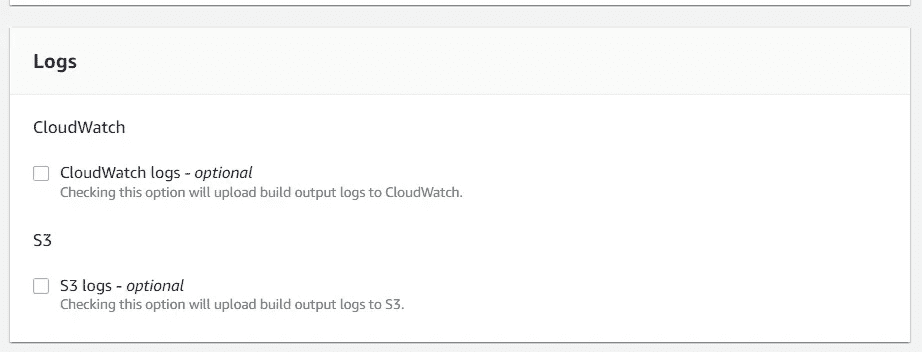 Logs
CloudWatch
CloudWatch logs - optional
Checking this option will upload build output logs to CloudWatch.
S3
S3 logs - optional
Checking this option will upload build output logs to S3.